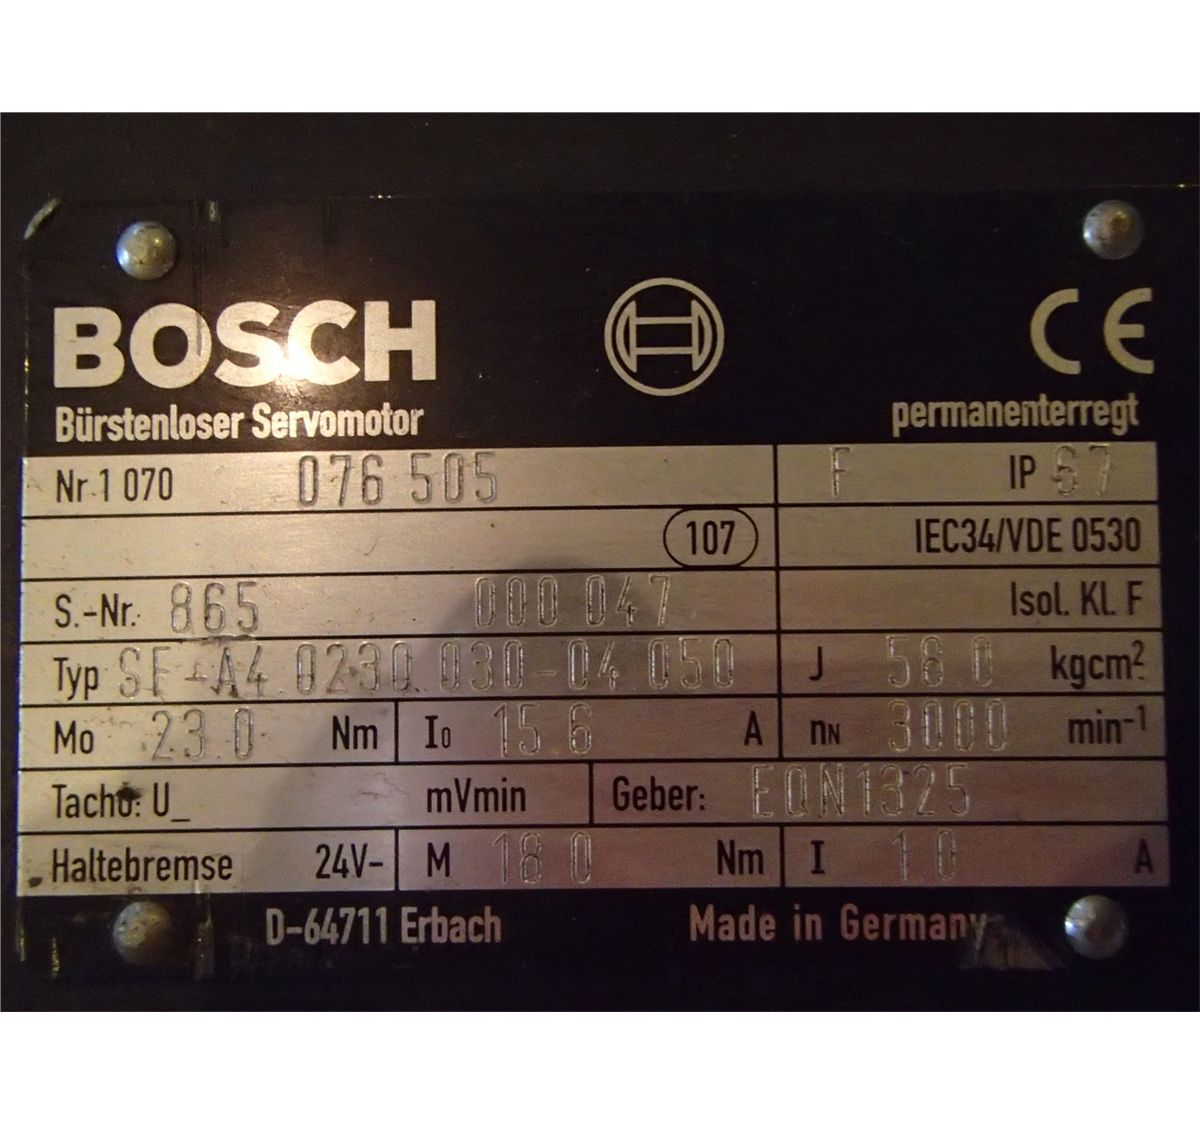 BOSCH
CE
Bürstenloser Servomotor
permanenterregt
Nr. 1 070 076 505 F IP 67
107 IEC34/VDE 0530
S.-Nr. 865 000 047 Isol. Kl. F
Typ SF-A4.0230.030-04.050 J 58.0 kgcm²
Mo 23.0 Nm I0 15.6 A nN 3000 min-1
Tacho: U_ mVmin Geber: EQN1325
Haltebremse 24V- M 18.0 Nm I 1.0 A
D-64711 Erbach Made in Germany